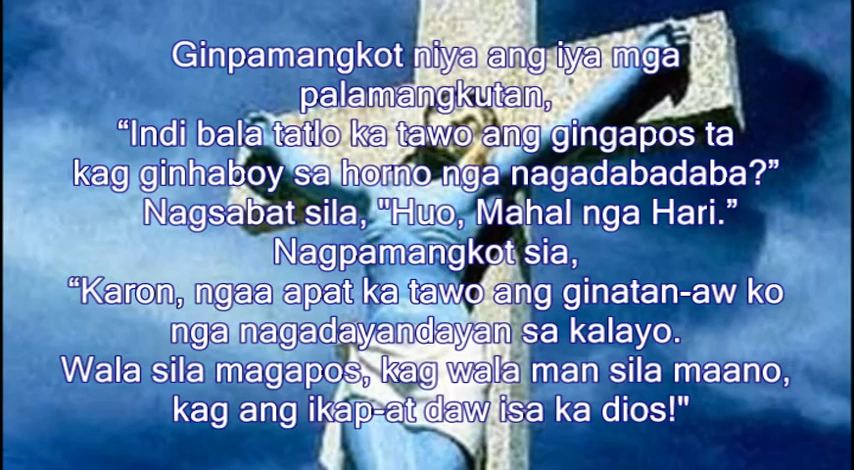 Ginpamangkot niya ang iya mga
palamangkutan,
“Indi bala tatlo ka tawo ang gingapos ta
kag ginhaboy sa horno nga nagadabadaba?”
Nagsabat sila, "Huo, Mahal nga Hari.”
Nagpamangkot sia,
“Karon, ngaa apat ka tawo ang ginatan-aw ko
nga nagadayandayan sa kalayo.
Wala sila magapos, kag wala man sila maano,
kag ang ikap-at daw isa ka dios!"